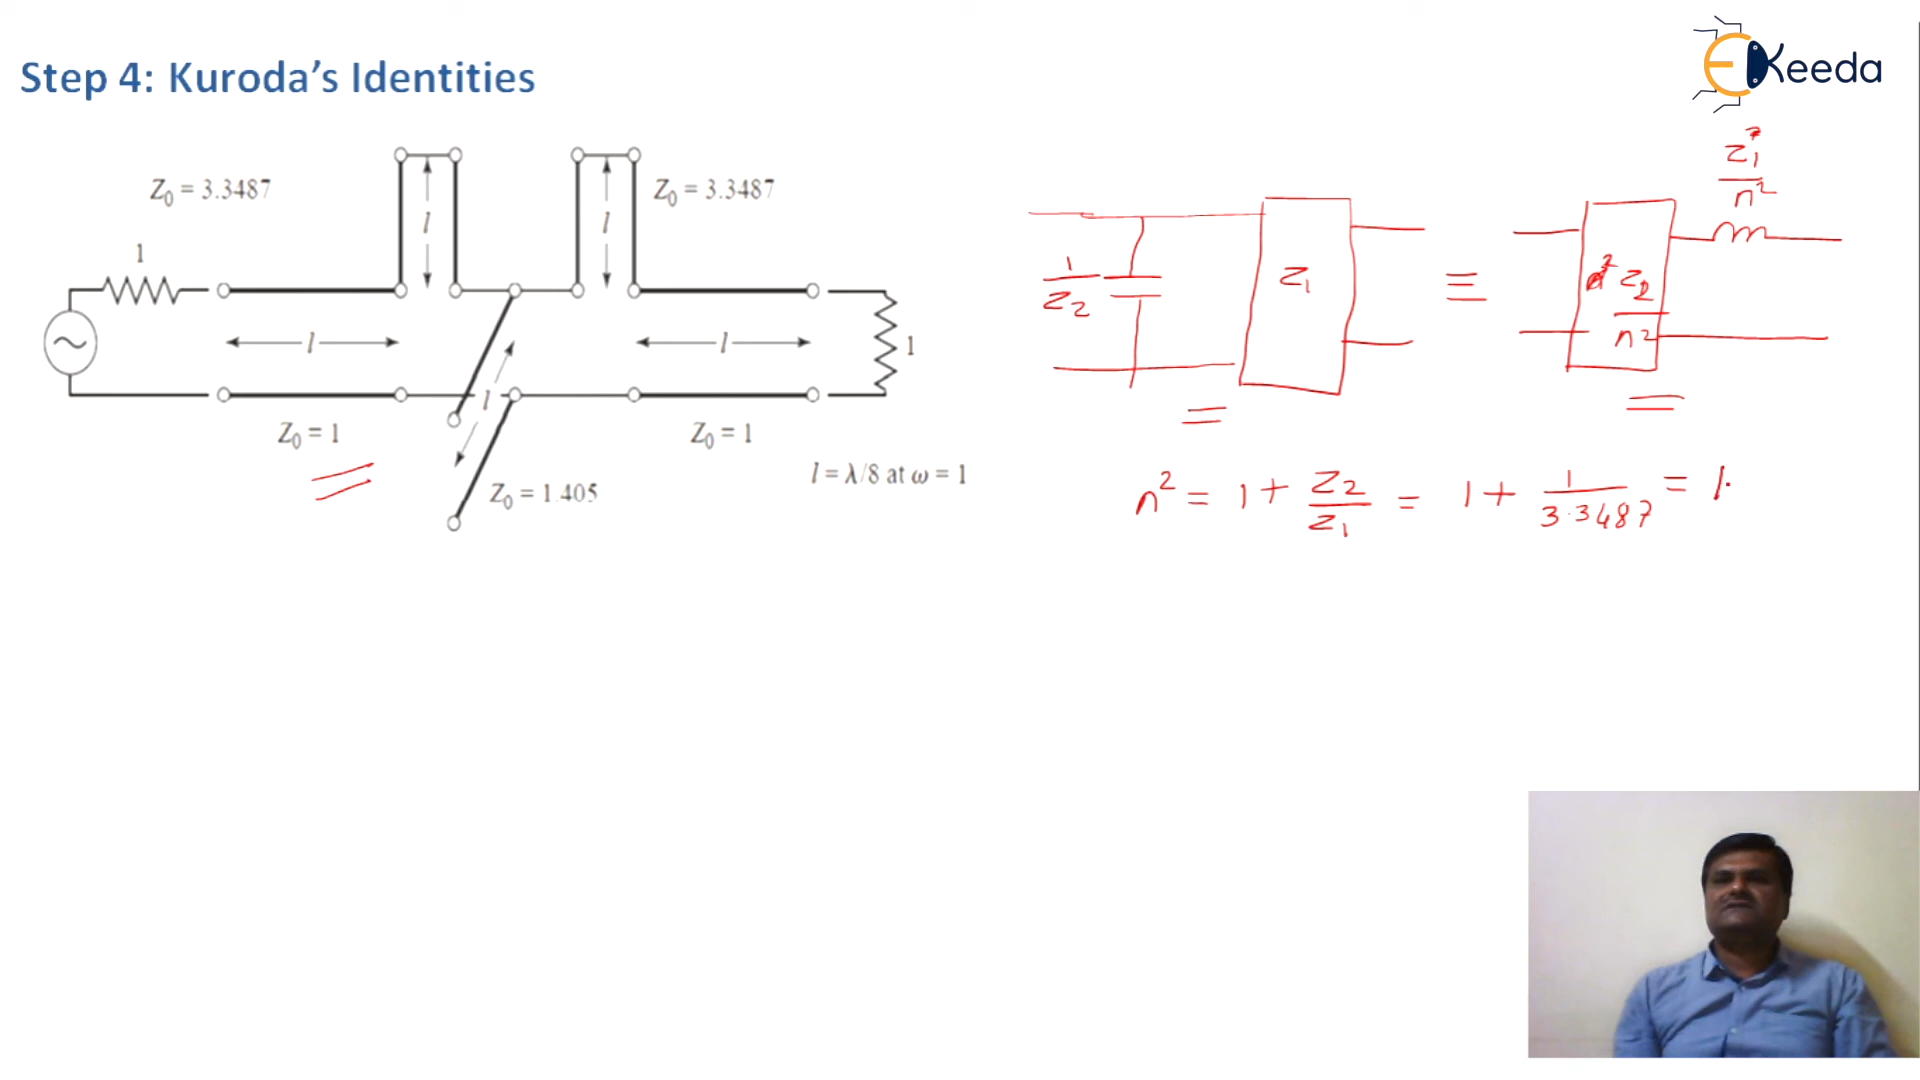 Step 4: Kuroda's Identities
EKeeda
Z₀ = 3.3487
l
l
Z₀ = 3.3487
1
l
l
1
l
Z₀ = 1
Z₀ = 1
Z₀ = 1.405
l = λ/8 at ω = 1
1/Z₂
Z₁
≡
Z₂/n²
Z₁/n²
n² = 1 + Z₂/Z₁ = 1 + 1/3.3487 = 1.